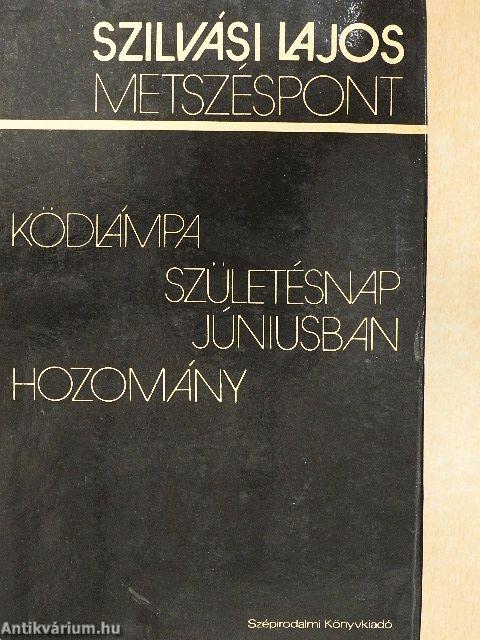 SZILVÁSI LAJOS
METSZÉSPONT
KÖDLÁMPA
SZÜLETÉSNAP
JÚNIUSBAN
HOZOMÁNY
Szépirodalmi Könyvkiadó
Antikvárium.hu